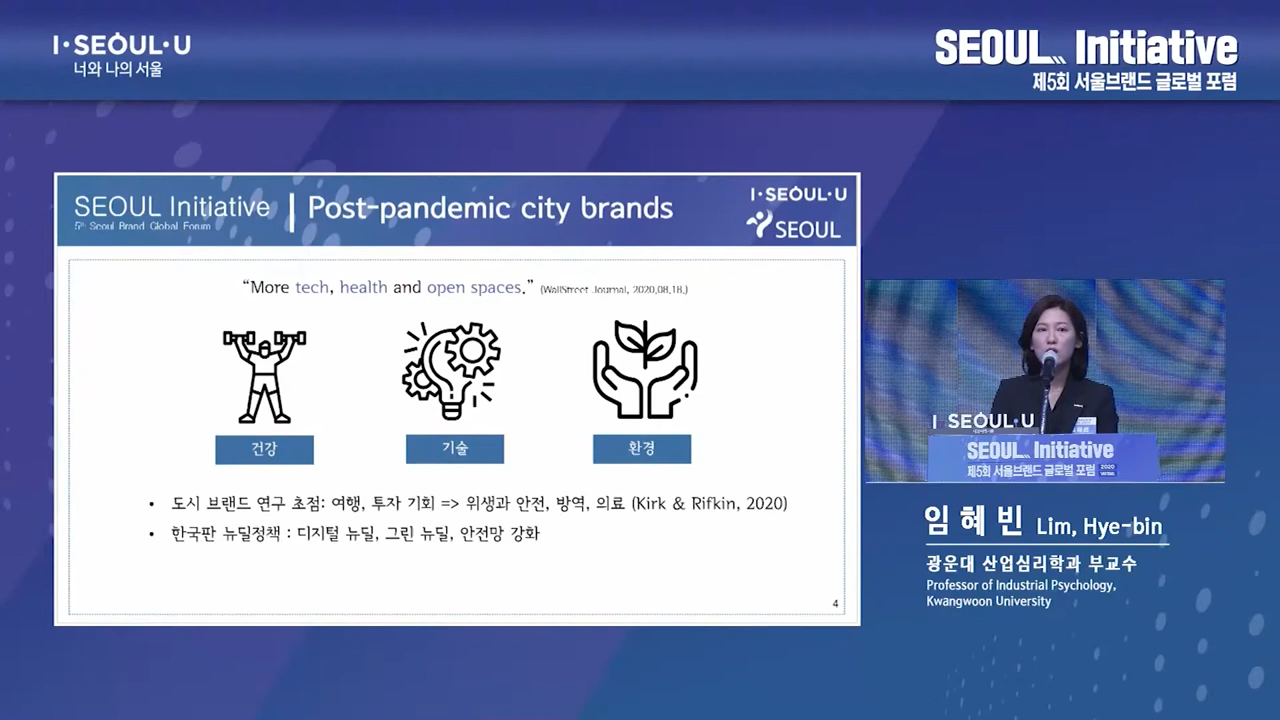 I·SEOUL·U
너와 나의 서울
SEOUL Initiative
제5회 서울브랜드 글로벌 포럼
SEOUL Initiative | Post-pandemic city brands
5th Seoul Brand Global Forum
I·SEOUL·U
SEOUL
“More tech, health and open spaces.” (WallStreet Journal, 2020.08.18.)
건강
기술
환경
• 도시 브랜드 연구 초점: 여행, 투자 기회 => 위생과 안전, 방역, 의료 (Kirk & Rifkin, 2020)
• 한국판 뉴딜정책 : 디지털 뉴딜, 그린 뉴딜, 안전망 강화
4
I·SEOUL·U
SEOUL Initiative
제5회 서울브랜드 글로벌 포럼 2020
임혜빈 Lim, Hye-bin
광운대 산업심리학과 부교수
Professor of Industrial Psychology,
Kwangwoon University